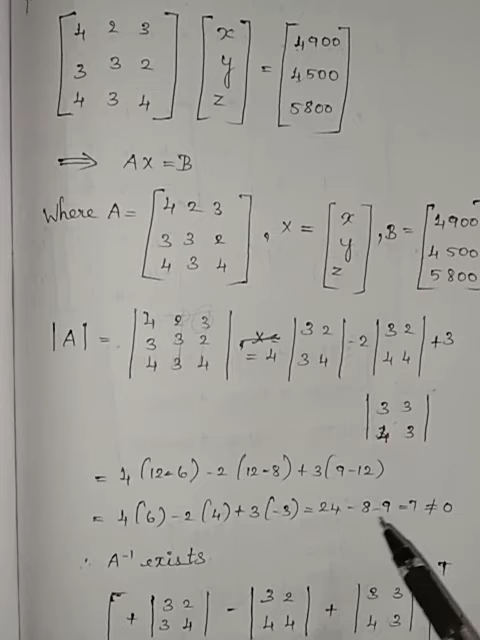 [4 2 3] [x] = [4900]
[3 3 2] [y] [4500]
[4 3 4] [z] [5800]
⟹ AX = B
Where A = [4 2 3; 3 3 2; 4 3 4], X = [x; y; z], B = [4900; 4500; 5800]
|A| = |4 2 3; 3 3 2; 4 3 4| = 4 |3 2; 3 4| - 2 |3 2; 4 4| + 3
|3 3; 4 3|
= 4(12-6) - 2(12-8) + 3(9-12)
= 4(6) - 2(4) + 3(-3) = 24 - 8 - 9 = 7 ≠ 0
∴ A⁻¹ exists
[+ |3 2; 3 4| - |3 2; 4 4| + |3 3; 4 3| T